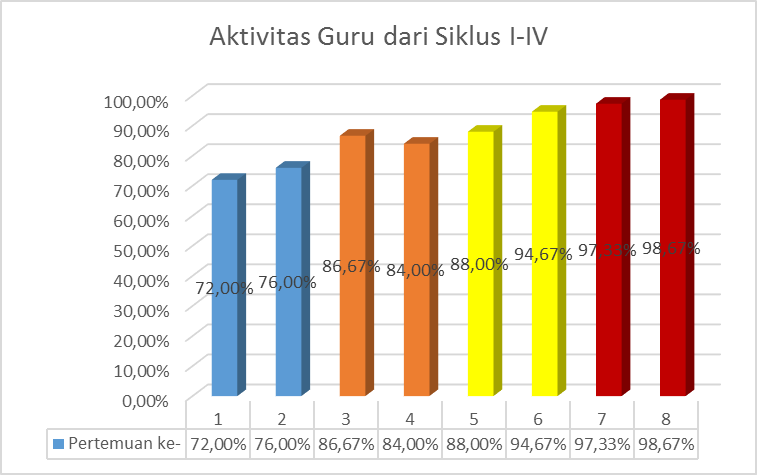 Aktivitas Guru dari Siklus I-IV
100,00%
90,00%
80,00%
70,00%
60,00%
50,00%
40,00%
30,00%
20,00%
10,00%
0,00%
72,00% 76,00% 86,67% 84,00% 88,00% 94,67% 97,33% 98,67%
1 2 3 4 5 6 7 8
Pertemuan ke- 72,00% 76,00% 86,67% 84,00% 88,00% 94,67% 97,33% 98,67%